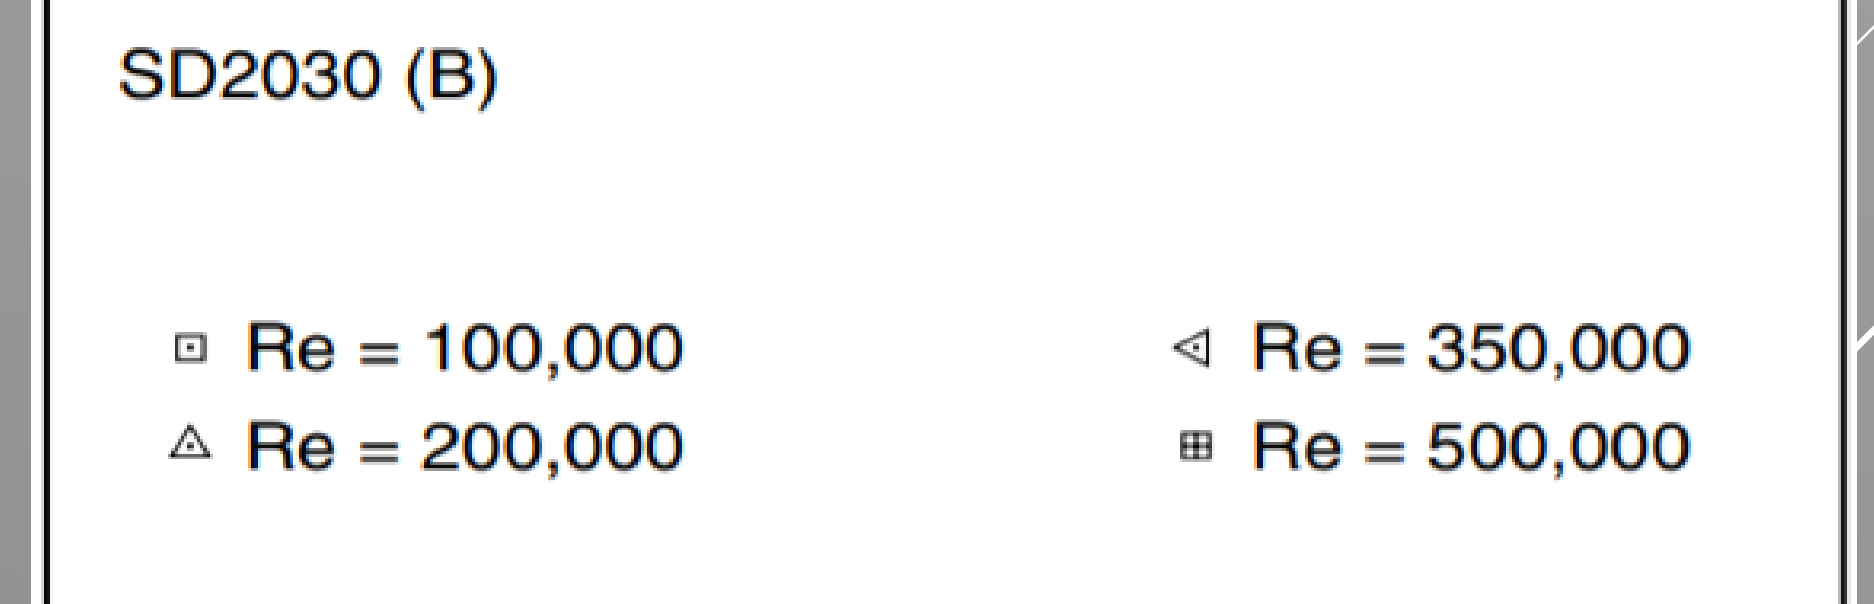 SD2030 (B)
Re = 100,000
Re = 350,000
Re = 200,000
Re = 500,000